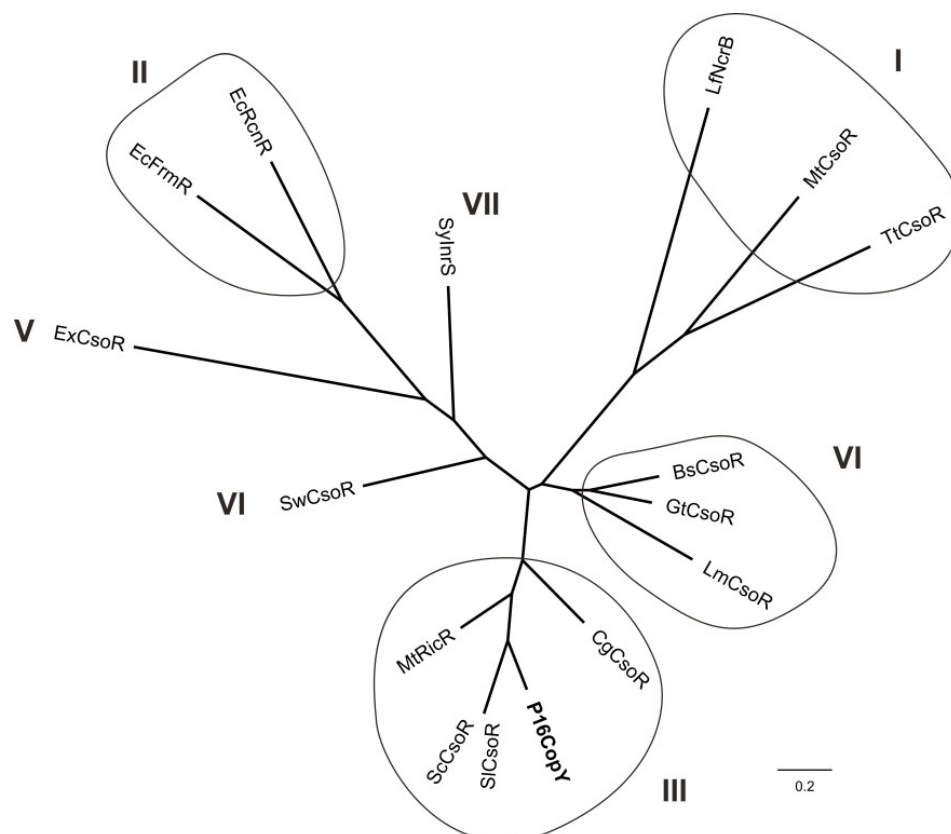 I
II
LfNcrB
EcRcnR
EcFrmR
MtCsoR
VII
SyInrS
TtCsoR
V
ExCsoR
VI
BsCsoR
VI
SwCsoR
GtCsoR
LmCsoR
MtRicR
CgCsoR
ScCsoR
SlCsoR
P16CopY
III
0.2